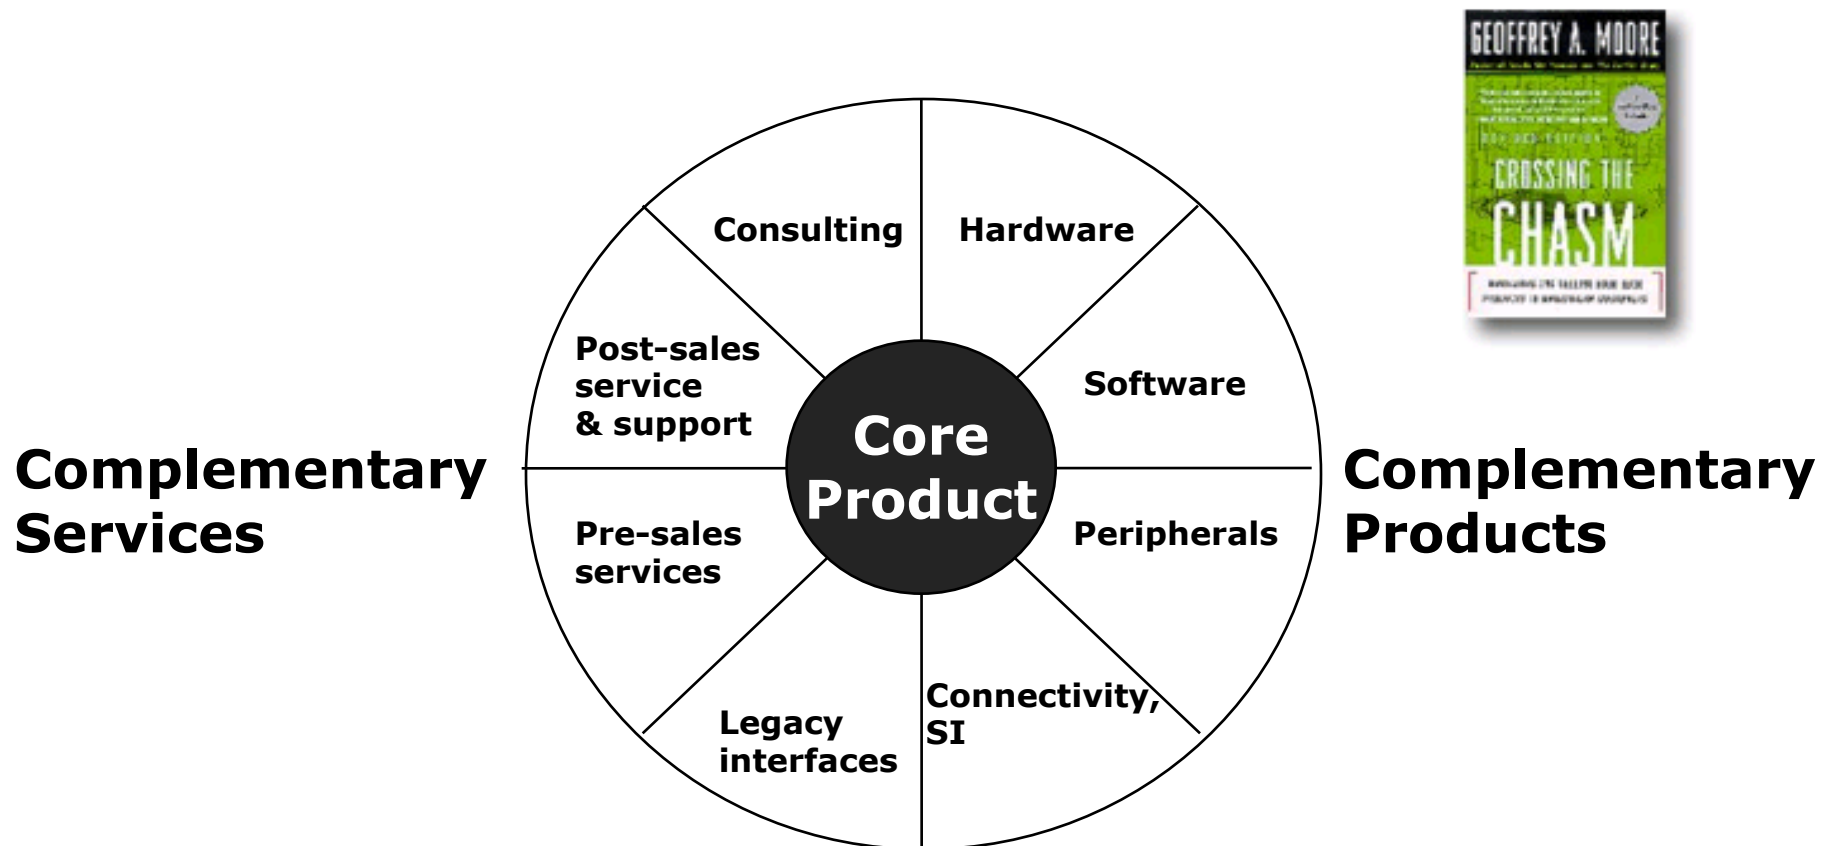 GEOFFREY A. MOORE
CROSSING THE
CHASM
Consulting
Hardware
Post-sales
service
& support
Software
Core
Product
Complementary
Services
Complementary
Products
Pre-sales
services
Peripherals
Legacy
interfaces
Connectivity,
SI